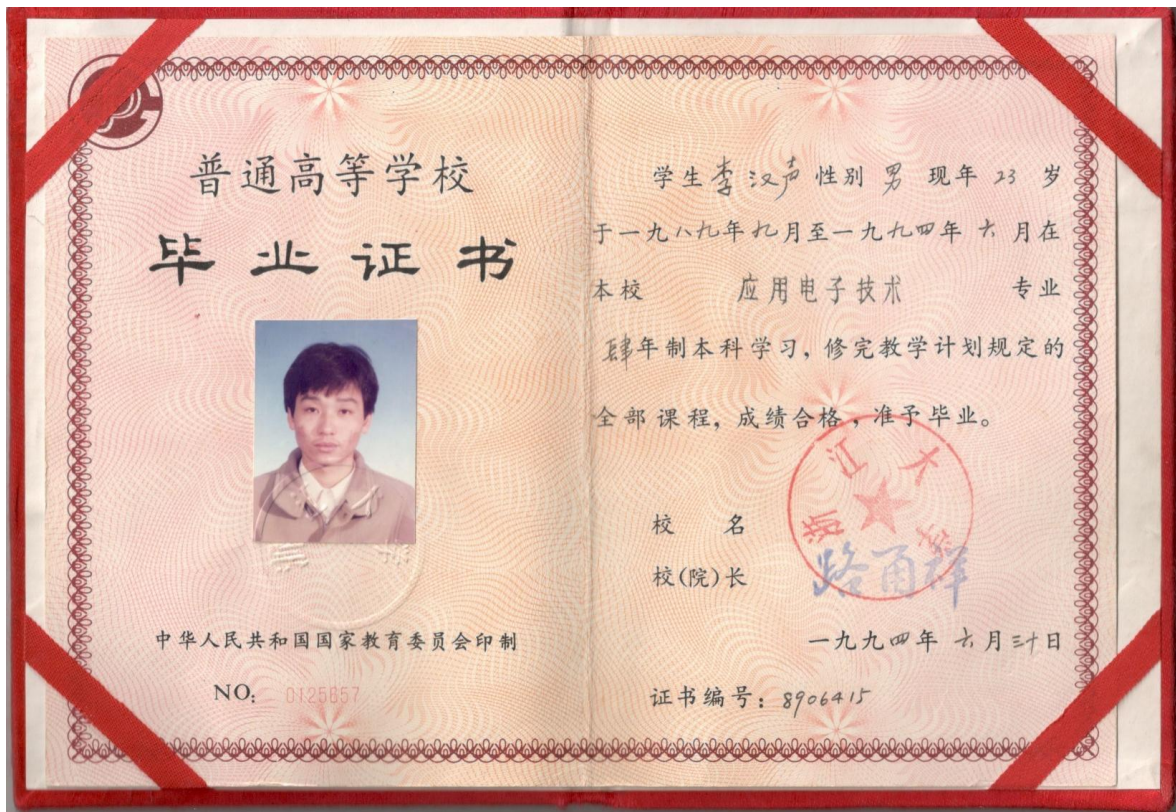 普通高等学校
毕业证书
中华人民共和国国家教育委员会印制
NO: 0125857
学生李汉声性别 男 现年 23 岁
于一九八九年九月至一九九四年 六 月在
本校 应用电子技术 专业
肆年制本科学习，修完教学计划规定的
全部课程，成绩合格，准予毕业。
浙江大学
校 名
校(院)长 路甬祥
一九九四年 六月三十日
证书编号：8906415